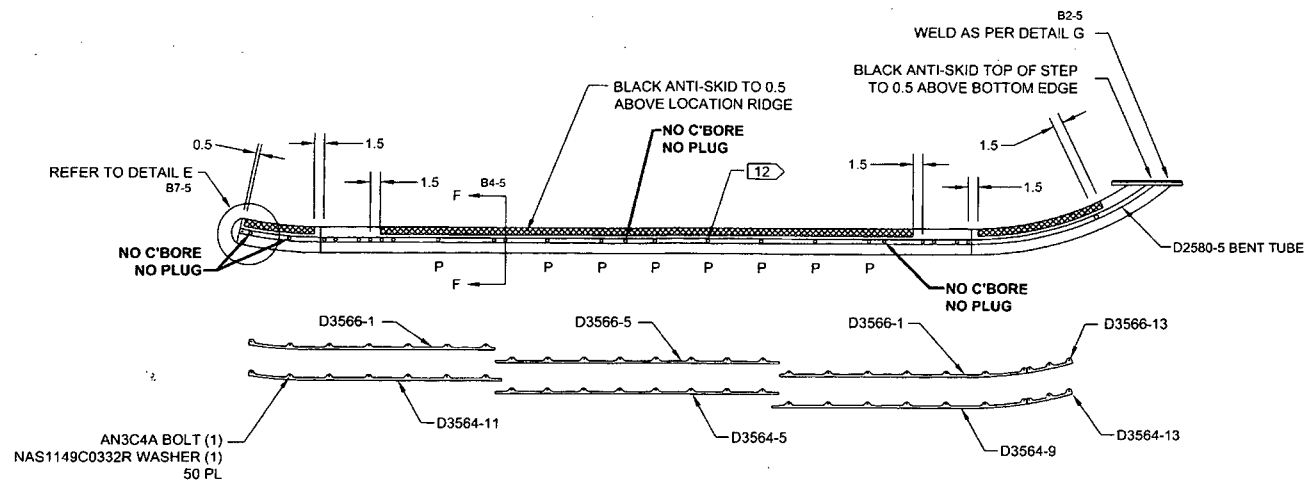 B2-5
WELD AS PER DETAIL G
BLACK ANTI-SKID TOP OF STEP
TO 0.5 ABOVE BOTTOM EDGE
BLACK ANTI-SKID TO 0.5
ABOVE LOCATION RIDGE
NO C'BORE
NO PLUG
12
0.5
1.5
1.5
1.5
1.5
1.5
REFER TO DETAIL E
B7-5
F
B4-5
F
NO C'BORE
NO PLUG
D2580-5 BENT TUBE
P P P P P P P P
NO C'BORE
NO PLUG
D3566-1
D3566-5
D3566-1
D3566-13
D3564-11
D3564-5
D3564-9
D3564-13
AN3C4A BOLT (1)
NAS1149C0332R WASHER (1)
50 PL